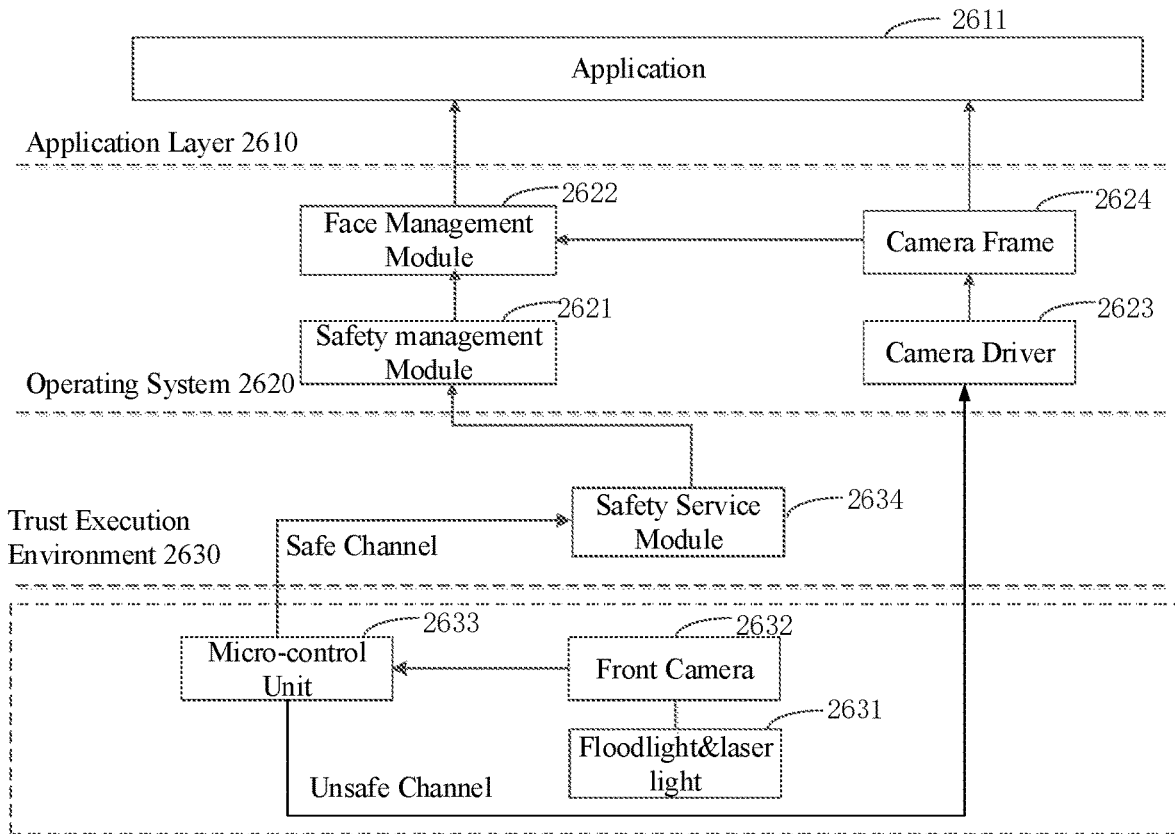 2611
Application
Application Layer 2610
2622
Face Management
Module
2624
Camera Frame
2621
Safety management
Module
2623
Camera Driver
Operating System 2620
Safety Service
Module
2634
Trust Execution
Environment 2630
Safe Channel
2633
Micro-control
Unit
2632
Front Camera
2631
Floodlight&laser
light
Unsafe Channel